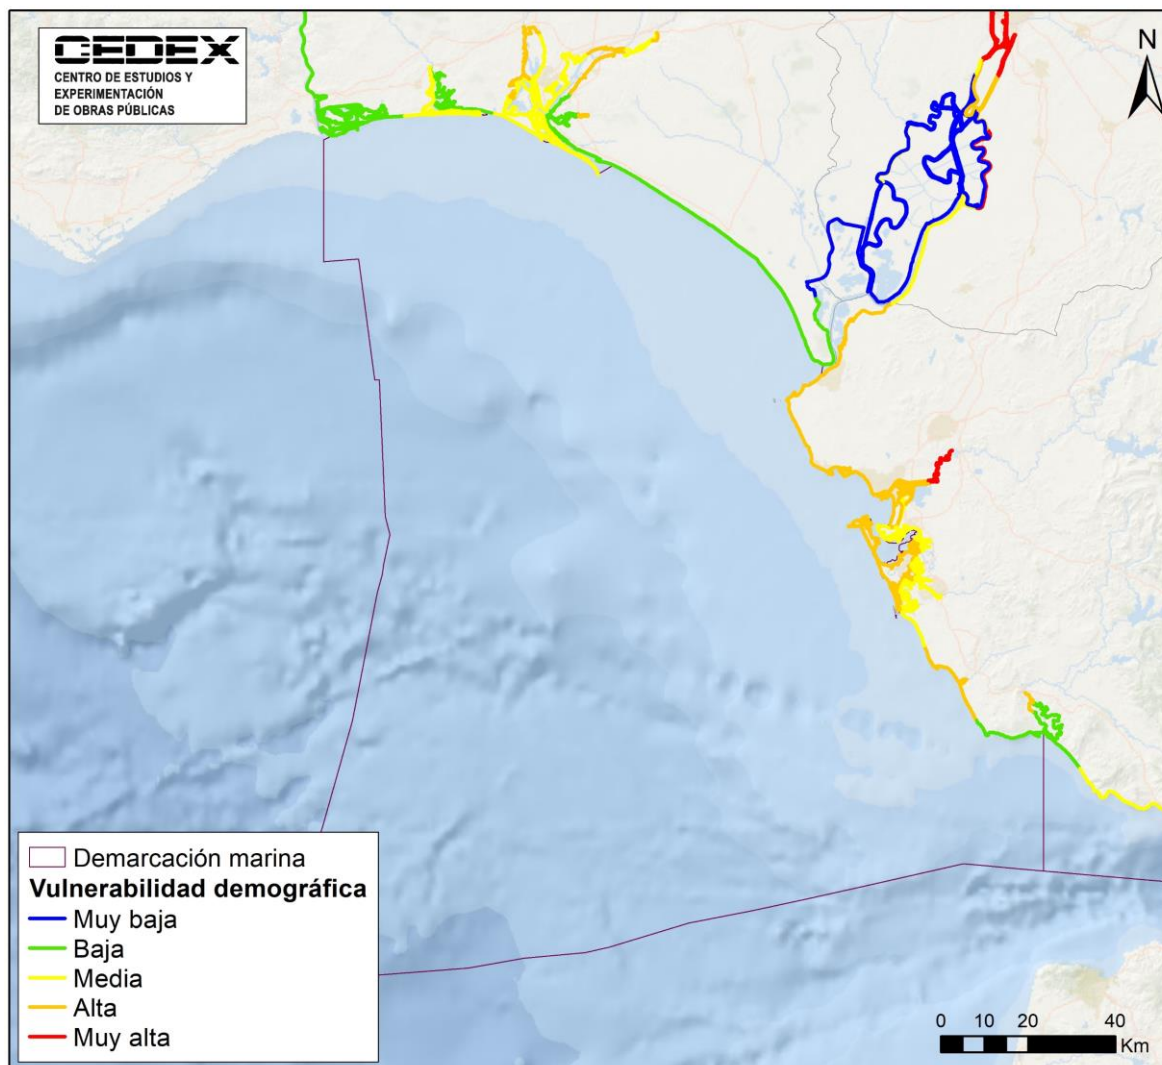 CEDEX
CENTRO DE ESTUDIOS Y
EXPERIMENTACIÓN
DE OBRAS PÚBLICAS
N
Demarcación marina
Vulnerabilidad demográfica
Muy baja
Baja
Media
Alta
Muy alta
0 10 20 40
Km